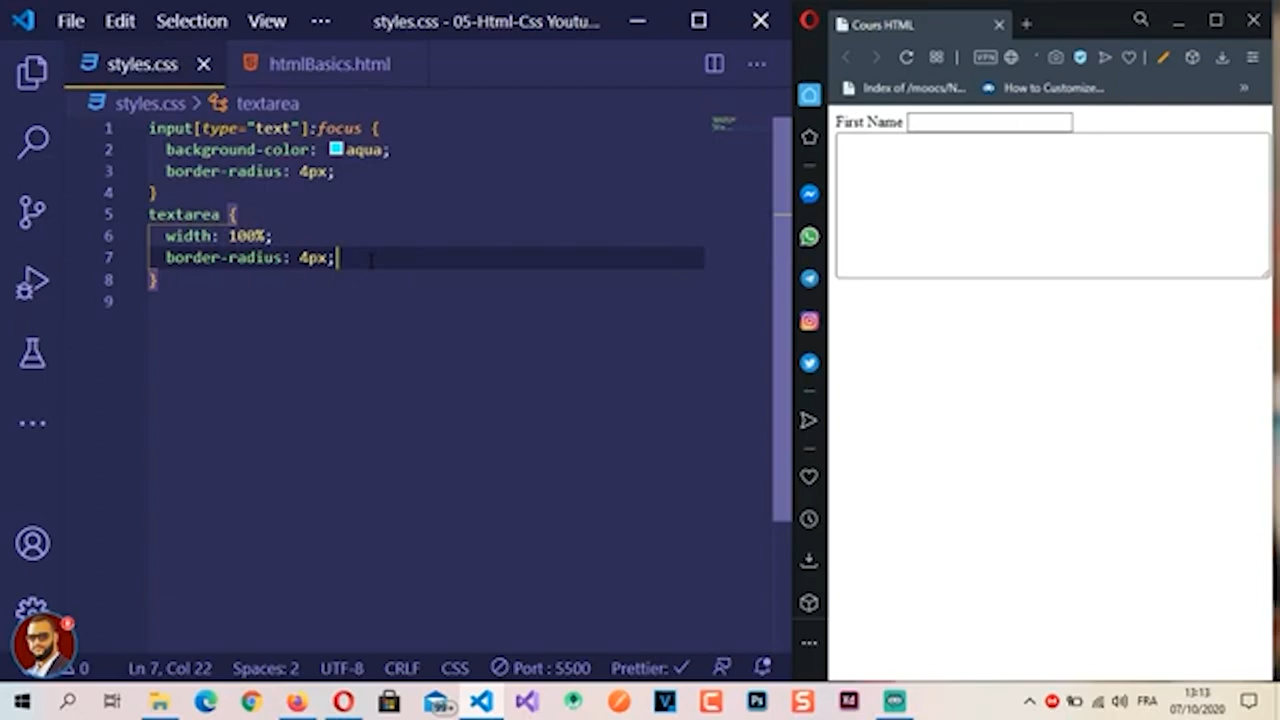 File Edit Selection View ··· styles.css - 05-Html-Css Youtu...
styles.css htmlBasics.html
styles.css > textarea
1 input[type="text"]:focus {
2 background-color: aqua;
3 border-radius: 4px;
4 }
5 textarea {
6 width: 100%;
7 border-radius: 4px;
8 }
9
0 Ln 7, Col 22 Spaces: 2 UTF-8 CRLF CSS Port : 5500 Prettier: ✓
Cours HTML
VPN
Index of /moocs/N... How to Customize... »
First Name
99+ FRA 13:13
07/10/2020